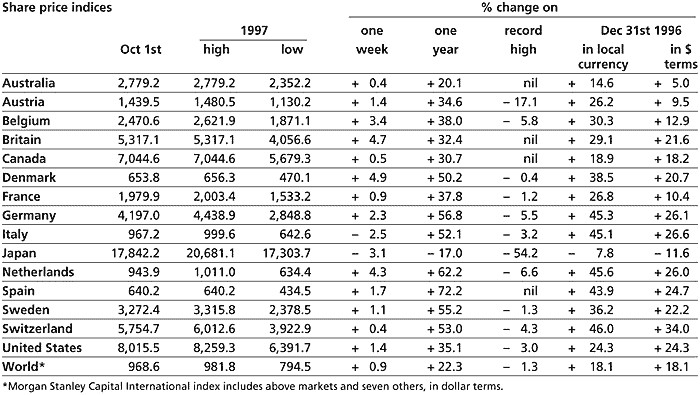 Share price indices % change on
1997 one one record Dec 31st 1996
Oct 1st high low week year high in local in $
currency terms
Australia 2,779.2 2,779.2 2,352.2 + 0.4 + 20.1 nil + 14.6 + 5.0
Austria 1,439.5 1,480.5 1,130.2 + 1.4 + 34.6 – 17.1 + 26.2 + 9.5
Belgium 2,470.6 2,621.9 1,871.1 + 3.4 + 38.0 – 5.8 + 30.3 + 12.9
Britain 5,317.1 5,317.1 4,056.6 + 4.7 + 32.4 nil + 29.1 + 21.6
Canada 7,044.6 7,044.6 5,679.3 + 0.5 + 30.7 nil + 18.9 + 18.2
Denmark 653.8 656.3 470.1 + 4.9 + 50.2 – 0.4 + 38.5 + 20.7
France 1,979.9 2,003.4 1,533.2 + 0.9 + 37.8 – 1.2 + 26.8 + 10.4
Germany 4,197.0 4,438.9 2,848.8 + 2.3 + 56.8 – 5.5 + 45.3 + 26.1
Italy 967.2 999.6 642.6 – 2.5 + 52.1 – 3.2 + 45.1 + 26.6
Japan 17,842.2 20,681.1 17,303.7 – 3.1 – 17.0 – 54.2 – 7.8 – 11.6
Netherlands 943.9 1,011.0 634.4 + 4.3 + 62.2 – 6.6 + 45.6 + 26.0
Spain 640.2 640.2 434.5 + 1.7 + 72.2 nil + 43.9 + 24.7
Sweden 3,272.4 3,315.8 2,378.5 + 1.1 + 55.2 – 1.3 + 36.2 + 22.2
Switzerland 5,754.7 6,012.6 3,922.9 + 0.4 + 53.0 – 4.3 + 46.0 + 34.0
United States 8,015.5 8,259.3 6,391.7 + 1.4 + 35.1 – 3.0 + 24.3 + 24.3
World* 968.6 981.8 794.5 + 0.9 + 22.3 – 1.3 + 18.1 + 18.1
*Morgan Stanley Capital International index includes above markets and seven others, in dollar terms.